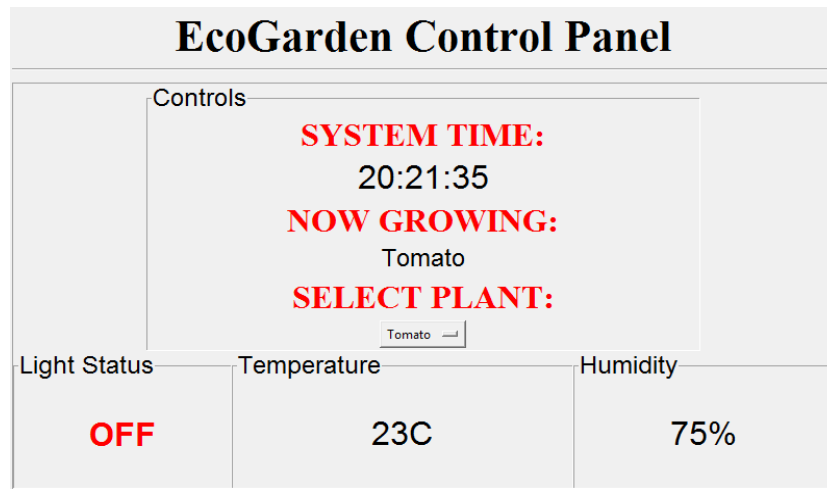 EcoGarden Control Panel
Controls
SYSTEM TIME:
20:21:35
NOW GROWING:
Tomato
SELECT PLANT:
Tomato
Light Status
OFF
Temperature
23C
Humidity
75%